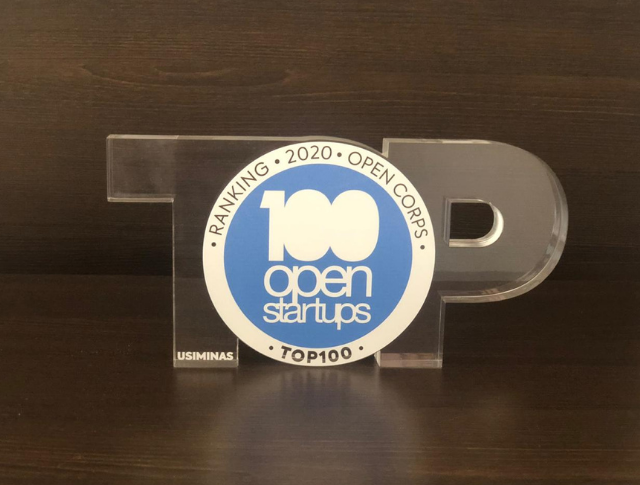 • RANKING • 2020 • OPEN CORPS •
100
open
startups
• TOP100 •
USIMINAS
TOP